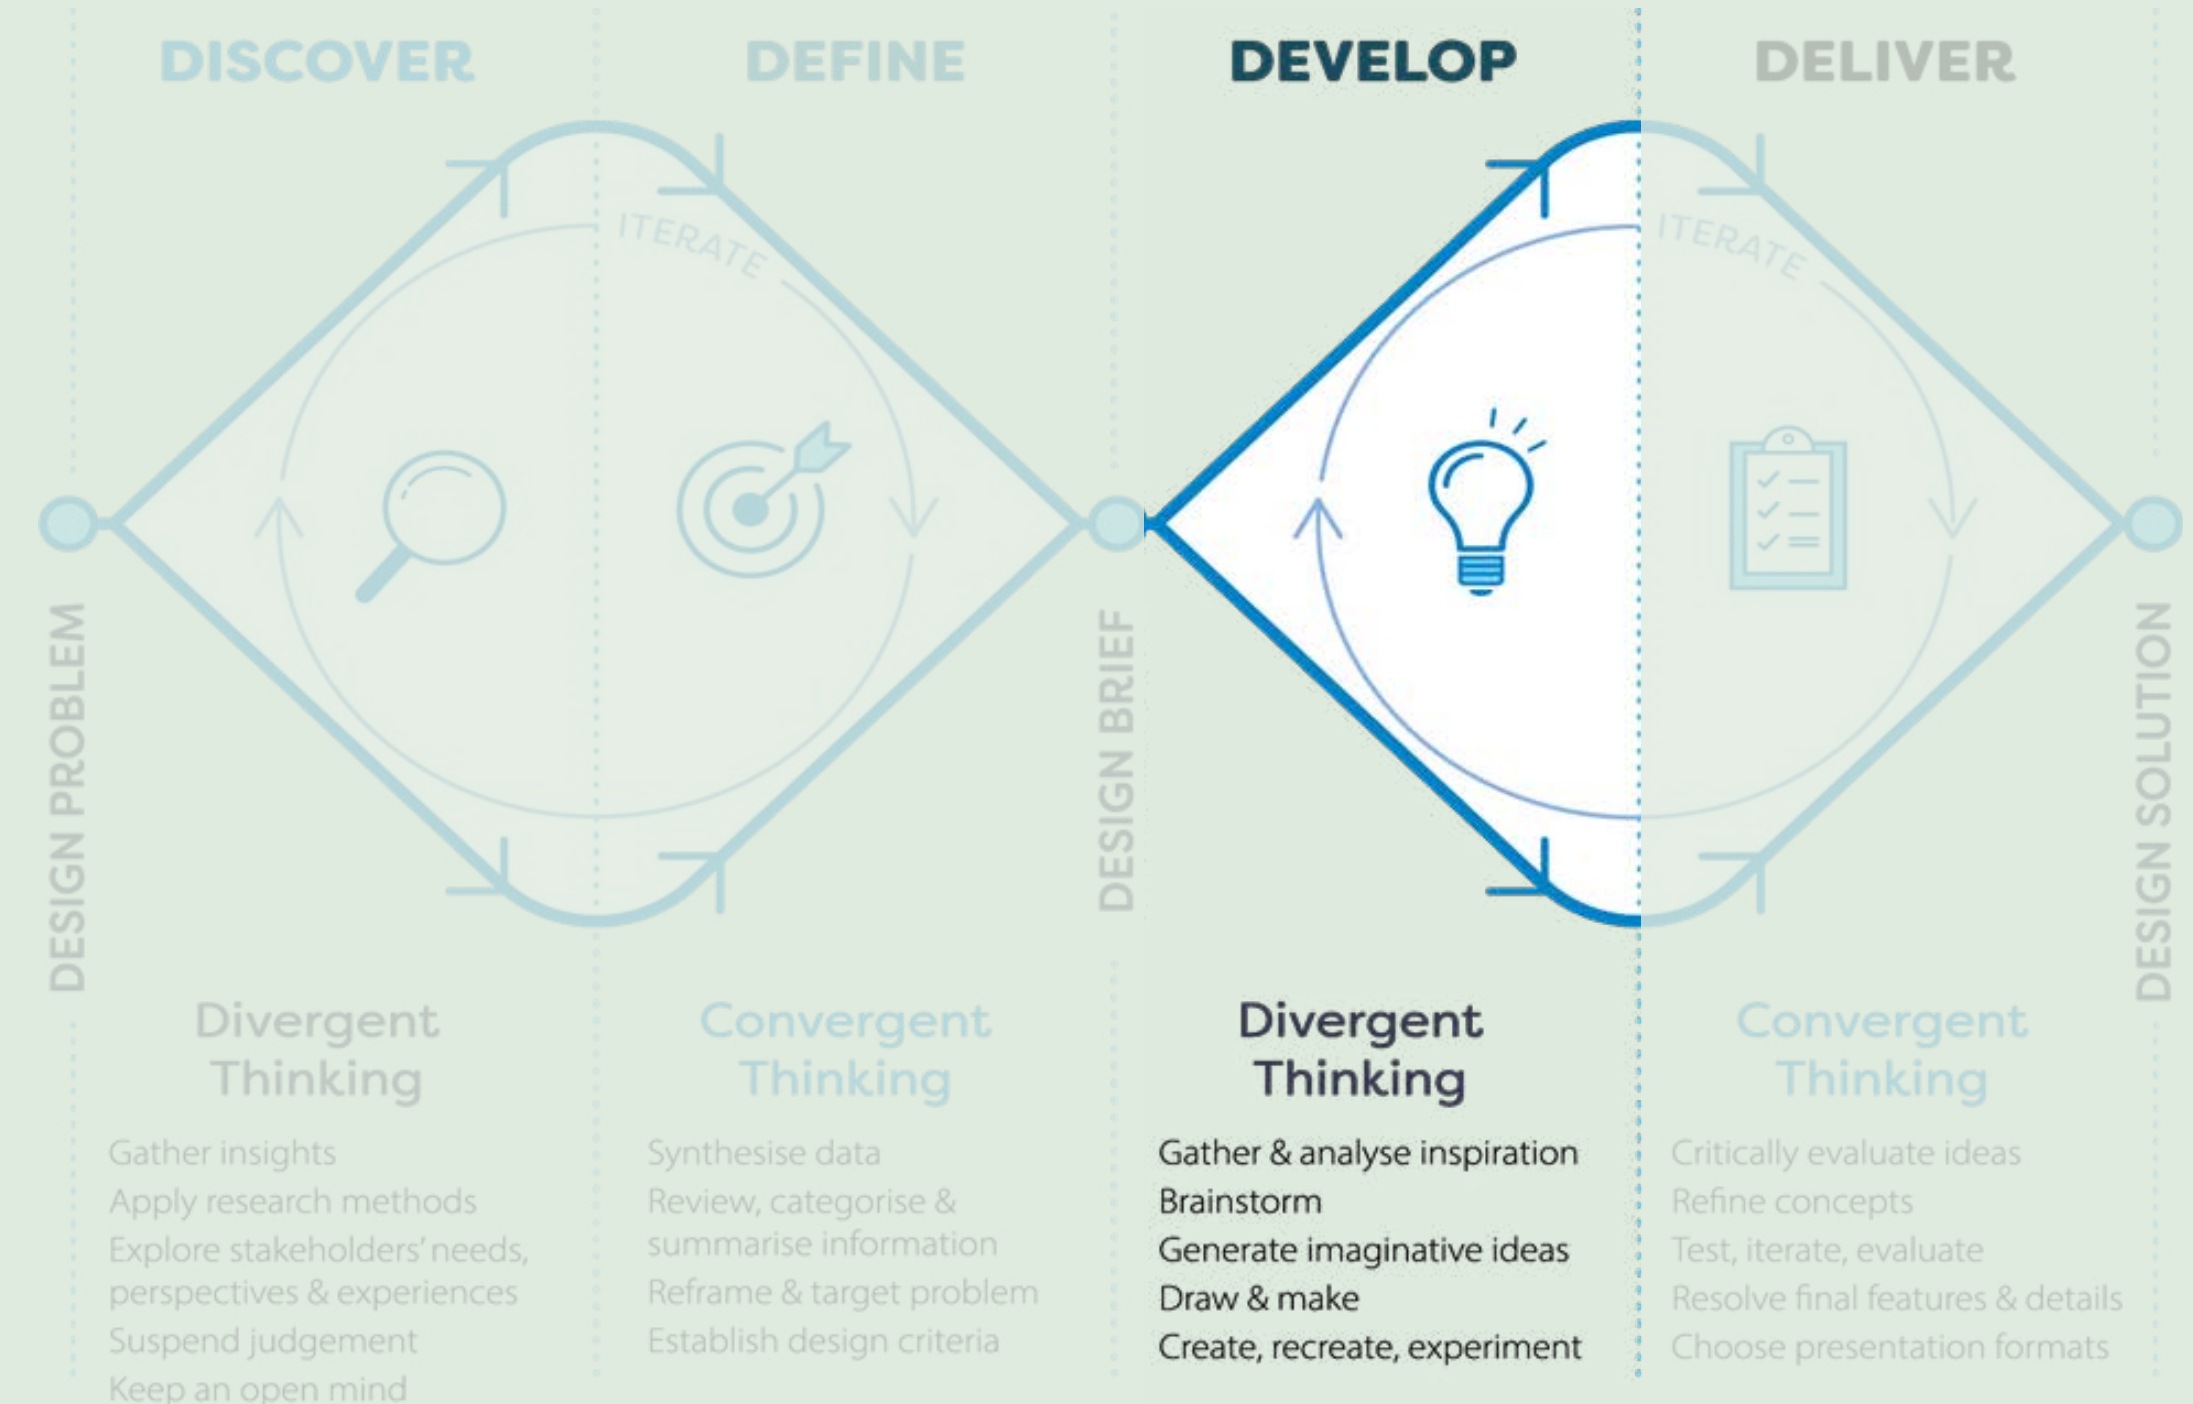 DISCOVER
DEFINE
DEVELOP
DELIVER
ITERATE
ITERATE
DESIGN PROBLEM
DESIGN BRIEF
DESIGN SOLUTION
Divergent
Thinking
Gather insights
Apply research methods
Explore stakeholders’ needs,
perspectives & experiences
Suspend judgement
Keep an open mind
Convergent
Thinking
Synthesise data
Review, categorise &
summarise information
Reframe & target problem
Establish design criteria
Divergent
Thinking
Gather & analyse inspiration
Brainstorm
Generate imaginative ideas
Draw & make
Create, recreate, experiment
Convergent
Thinking
Critically evaluate ideas
Refine concepts
Test, iterate, evaluate
Resolve final features & details
Choose presentation formats